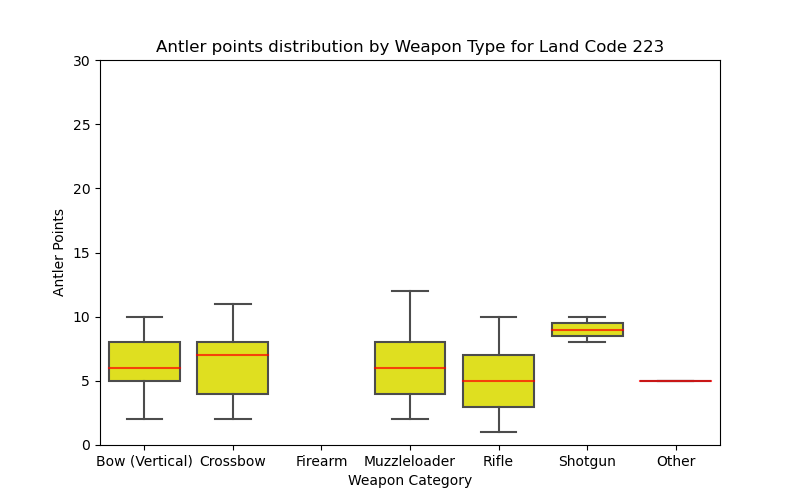 Antler points distribution by Weapon Type for Land Code 223
30
25
20
15
10
5
0
Antler Points
Bow (Vertical) Crossbow Firearm Muzzleloader Rifle Shotgun Other
Weapon Category